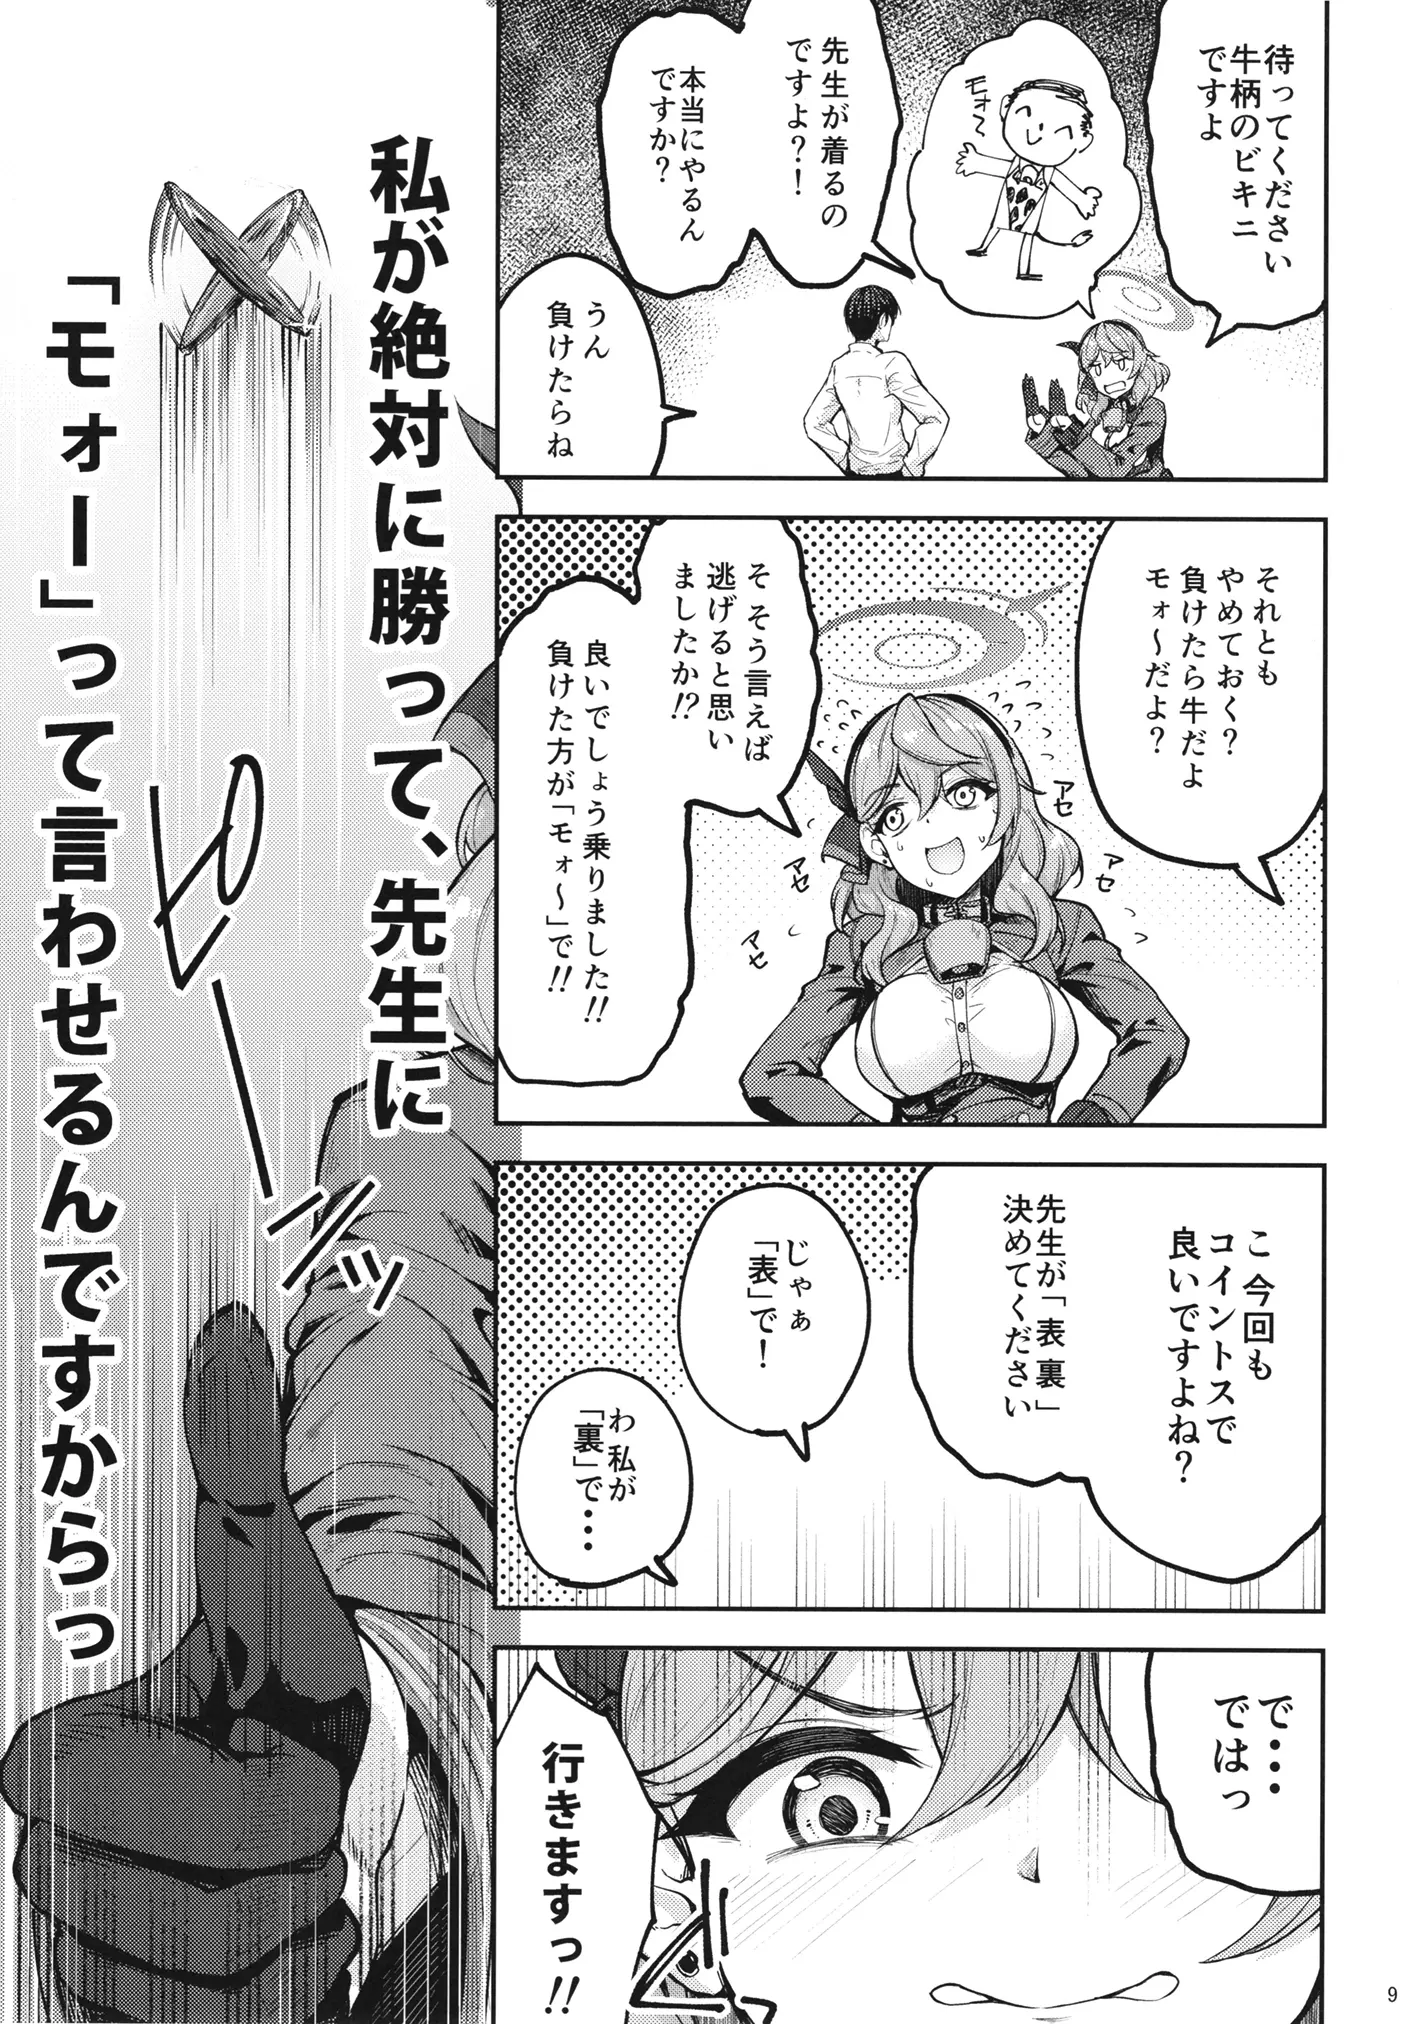 待ってください
牛柄のビキニ
ですよ
モォ〜
先生が着るの
ですよ?!
本当にやるん
ですか?
うん
負けたらね
それとも
やめておく?
負けたら牛だよ
モォ〜だよ?
そ そう言えば
逃げると思い
ましたか!?
良いでしょう乗りました!!
負けた方が「モォ〜」で!!
アセ
アセ
アセ
アセ
こ 今回も
コイントスで
良いですよね?
先生が「表裏」
決めてください
じゃぁ
「表」で!
わ 私が
「裏」で・・・
で・・・
ではっ
行きますっ!!
私が絶対に勝って、先生に
「モォー」って言わせるんですからっ
ピーンッ
9